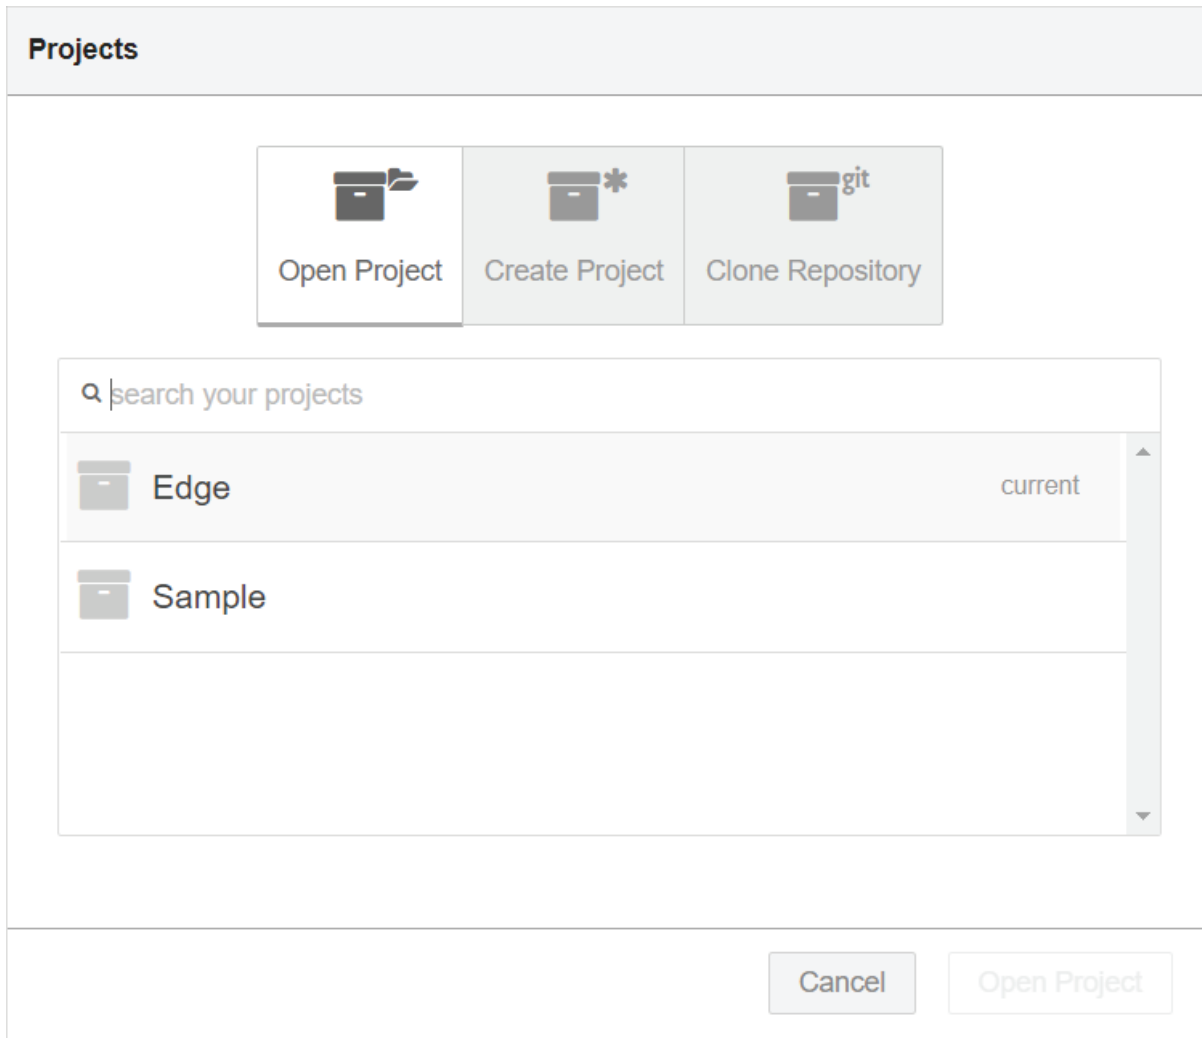 Projects
git
Open Project
Create Project
Clone Repository
search your projects
Edge
current
Sample
Cancel
Open Project